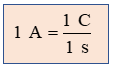 1 A = 1 C / 1 s